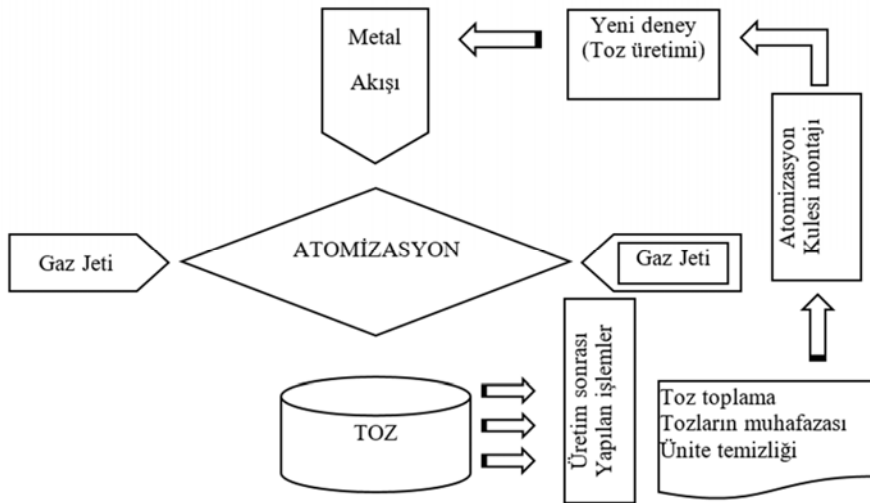 Metal
Akışı
Yeni deney
(Toz üretimi)
Atomizasyon
Kulesi montajı
Gaz Jeti
ATOMİZASYON
Gaz Jeti
TOZ
Üretim sonrası
Yapılan işlemler
Toz toplama
Tozların muhafazası
Ünite temizliği